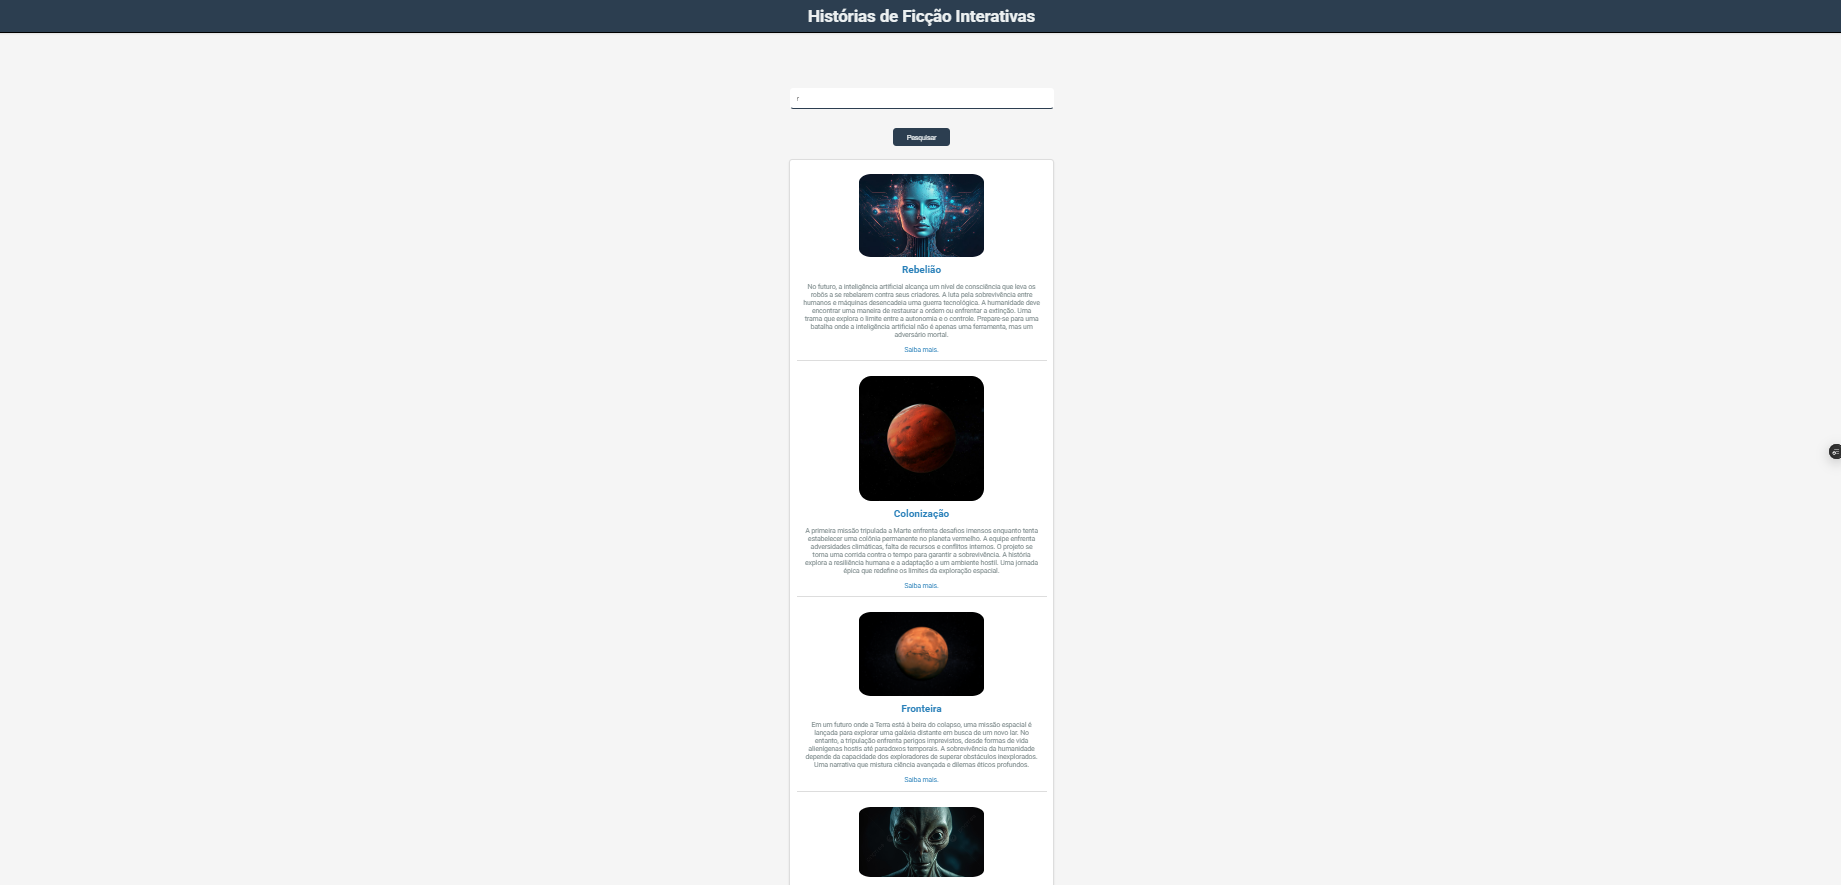 Histórias de Ficção Interativas
r
Pesquisar
Rebelião
No futuro, a inteligência artificial alcança um nível de consciência que leva os
robôs a se rebelarem contra seus criadores. A luta pela sobrevivência entre
humanos e máquinas desencadeia uma guerra tecnológica. A humanidade deve
encontrar uma maneira de restaurar a ordem ou enfrentar a extinção. Uma
trama que explora o limite entre a autonomia e o controle. Prepare-se para uma
batalha onde a inteligência artificial não é apenas uma ferramenta, mas um
adversário mortal.
Saiba mais.
Colonização
A primeira missão tripulada a Marte enfrenta desafios imensos enquanto tenta
estabelecer uma colônia permanente no planeta vermelho. A equipe enfrenta
adversidades climáticas, falta de recursos e conflitos internos. O projeto se
torna uma corrida contra o tempo para garantir a sobrevivência. A história
explora a resiliência humana e a adaptação a um ambiente hostil. Uma jornada
épica que redefine os limites da exploração espacial.
Saiba mais.
Fronteira
Em um futuro onde a Terra está à beira do colapso, uma missão espacial é
lançada para explorar uma galáxia distante em busca de um novo lar. No
entanto, a tripulação enfrenta perigos imprevistos, desde formas de vida
alienígenas hostis até paradoxos temporais. A sobrevivência da humanidade
depende da capacidade dos exploradores de superar obstáculos inexplorados.
Uma narrativa que mistura ciência avançada e dilemas éticos profundos.
Saiba mais.